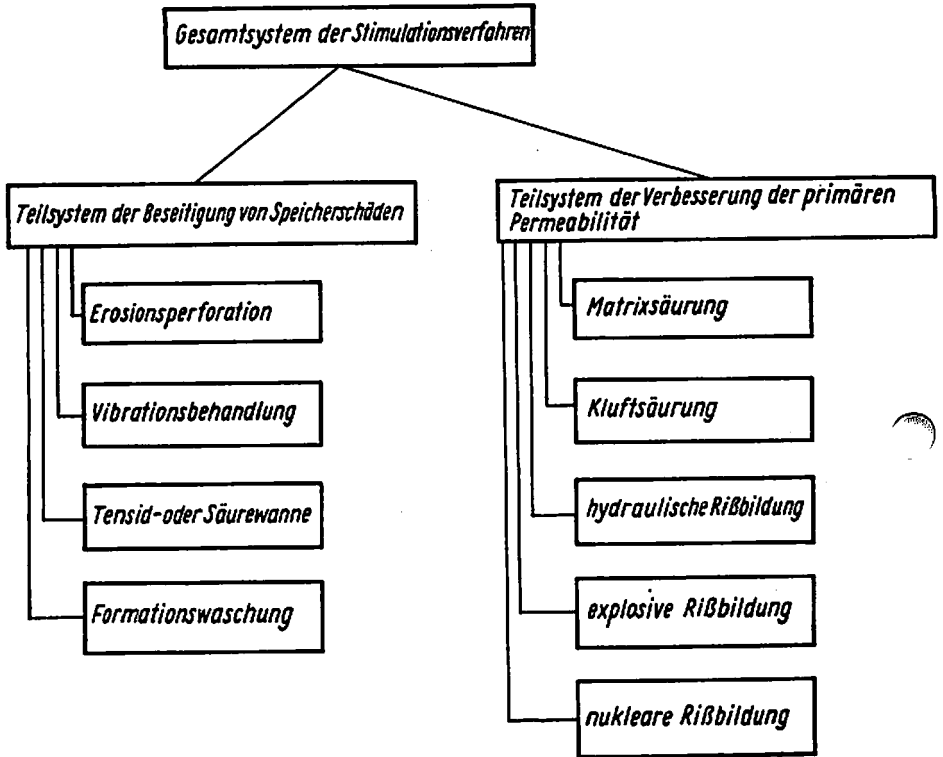 Gesamtsystem der Stimulationsverfahren
Teilsystem der Beseitigung von Speicherschäden
Erosionsperforation
Vibrationsbehandlung
Tensid-oder Säurewanne
Formationswaschung
Teilsystem der Verbesserung der primären
Permeabilität
Matrixsäurung
Kluftsäurung
hydraulische Rißbildung
explosive Rißbildung
nukleare Rißbildung